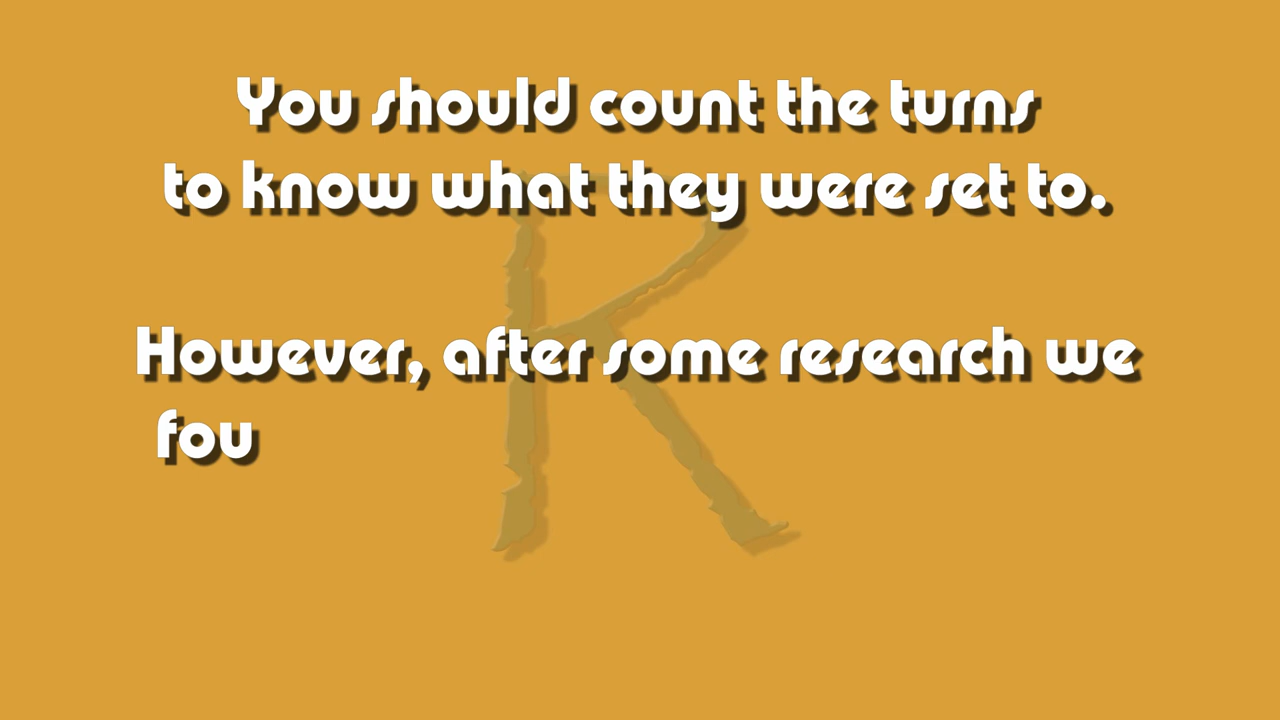 You should count the turns
to know what they were set to.
However, after some research we
fou